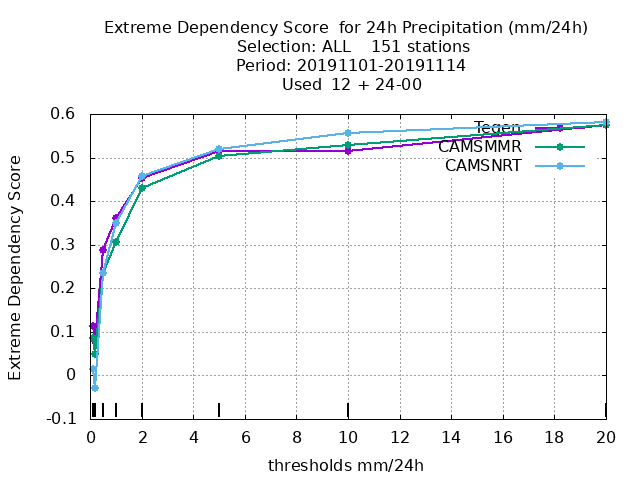 Extreme Dependency Score  for 24h Precipitation (mm/24h)
Selection: ALL    151 stations
Period: 20191101-20191114
Used  12 + 24-00
Extreme Dependency Score
0.6
0.5
0.4
0.3
0.2
0.1
0
-0.1
Tegen
CAMSMMR
CAMSNRT
0 2 4 6 8 10 12 14 16 18 20
thresholds mm/24h